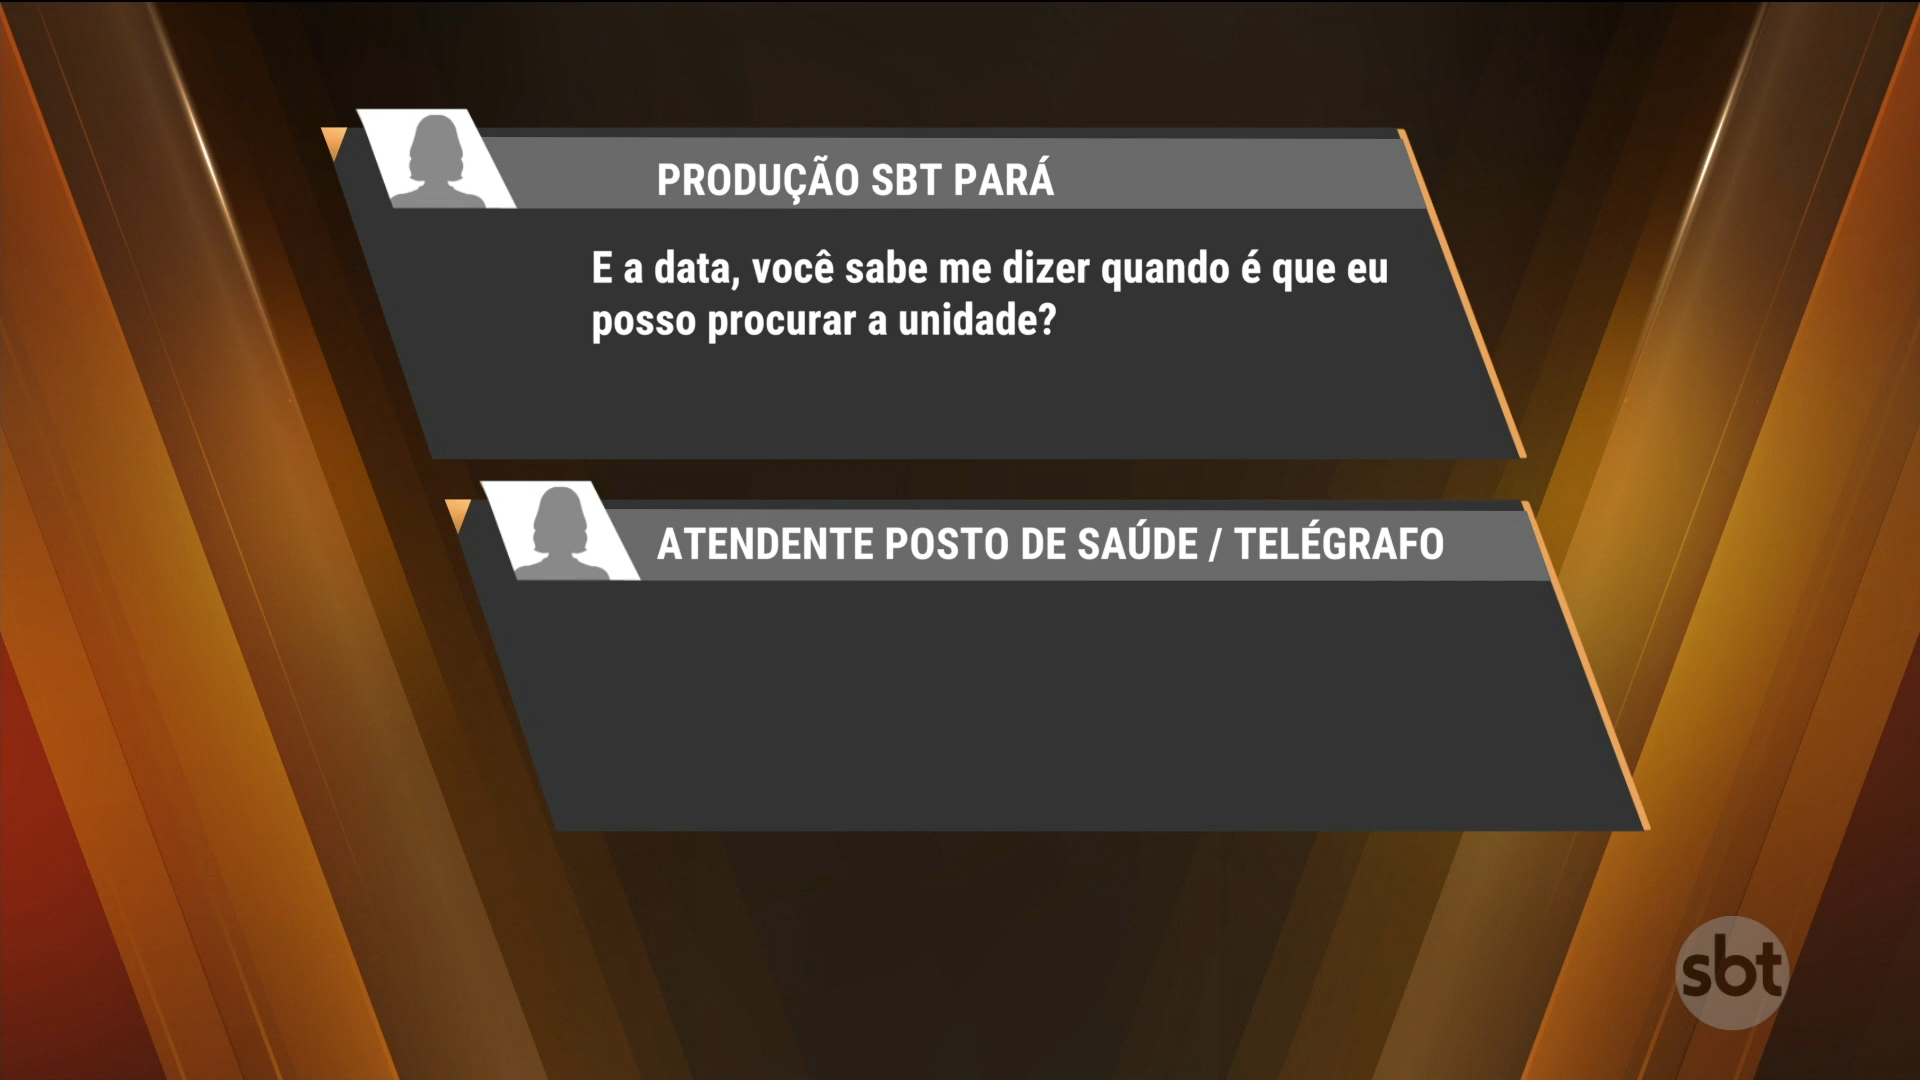 PRODUÇÃO SBT PARÁ
E a data, você sabe me dizer quando é que eu
posso procurar a unidade?
ATENDENTE POSTO DE SAÚDE / TELÉGRAFO
sbt